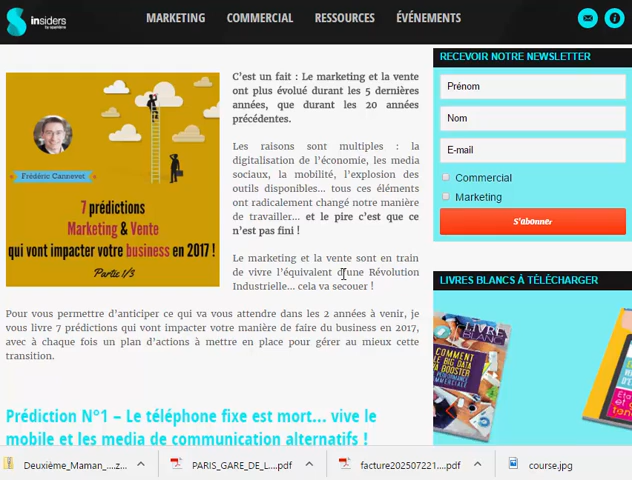 insiders
MARKETING COMMERCIAL RESSOURCES ÉVÉNEMENTS
Frédéric Cannevet
7 prédictions
Marketing & Vente
qui vont impacter votre business en 2017 !
Partie 1/3
C'est un fait : Le marketing et la vente
ont plus évolué durant les 5 dernières
années, que durant les 20 années
précédentes.
Les raisons sont multiples : la
digitalisation de l'économie, les media
sociaux, la mobilité, l'explosion des
outils disponibles... tous ces éléments
ont radicalement changé notre manière
de travailler... et le pire c'est que ce
n'est pas fini !
Le marketing et la vente sont en train
de vivre l'équivalent d'une Révolution
Industrielle... cela va secouer !
Pour vous permettre d'anticiper ce qui va vous attendre dans les 2 années à venir, je
vous livre 7 prédictions qui vont impacter votre manière de faire du business en 2017,
avec à chaque fois un plan d'actions à mettre en place pour gérer au mieux cette
transition.
Prédiction N°1 – Le téléphone fixe est mort... vive le
mobile et les media de communication alternatifs !
RECEVOIR NOTRE NEWSLETTER
Prénom
Nom
E-mail
Commercial
Marketing
S'abonner
LIVRES BLANCS À TÉLÉCHARGER
LIVRE
BLANC
COMMENT
LE BIG DATA
VA BOOSTER
PERFORMANCE
COMMERCIALE
Deuxième_Maman_...z... PARIS_GARE_DE_L....pdf facture202507221....pdf course.jpg